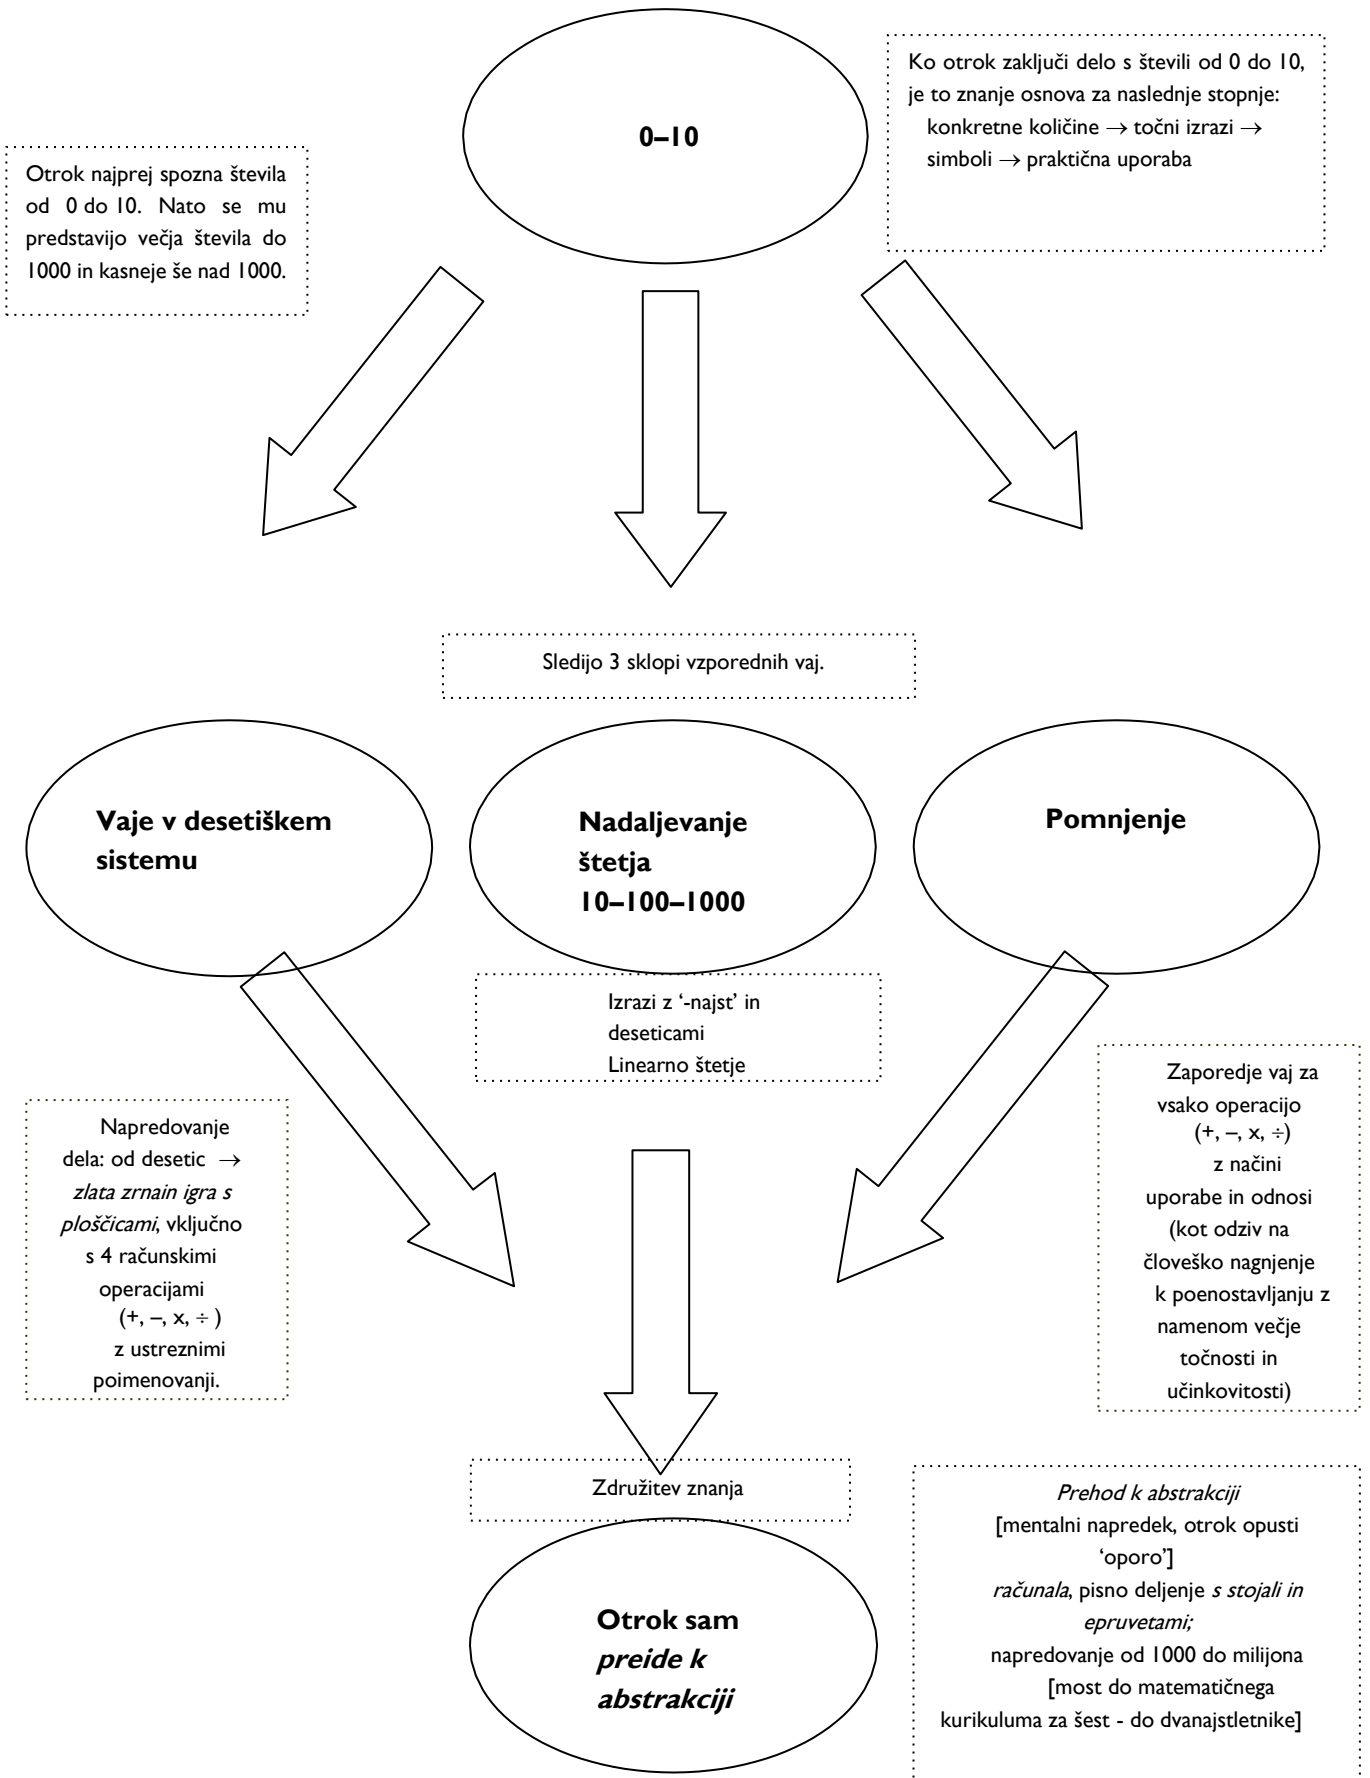 0–10
Ko otrok zaključi delo s števili od 0 do 10,
je to znanje osnova za naslednje stopnje:
konkretne količine → točni izrazi →
simboli → praktična uporaba
Otrok najprej spozna števila
od 0 do 10. Nato se mu
predstavijo večja števila do
1000 in kasneje še nad 1000.
Sledijo 3 sklopi vzporednih vaj.
Vaje v desetiškem
sistemu
Nadaljevanje
štetja
10–100–1000
Pomnjenje
Izrazi z ‘-najst’ in
deseticami
Linearno štetje
Napredovanje
dela: od desetic →
zlata zrnain igra s
ploščicami, vključno
s 4 računskimi
operacijami
(+, –, x, ÷ )
z ustreznimi
poimenovanji.
Zaporedje vaj za
vsako operacijo
(+, –, x, ÷)
z načini
uporabe in odnosi
(kot odziv na
človeško nagnjenje
k poenostavljanju z
namenom večje
točnosti in
učinkovitosti)
Združitev znanja
Otrok sam
preide k
abstrakciji
Prehod k abstrakciji
[mentalni napredek, otrok opusti
‘oporo’]
računala, pisno deljenje s stojali in
epruvetami;
napredovanje od 1000 do milijona
[most do matematičnega
kurikuluma za šest - do dvanajstletnike]